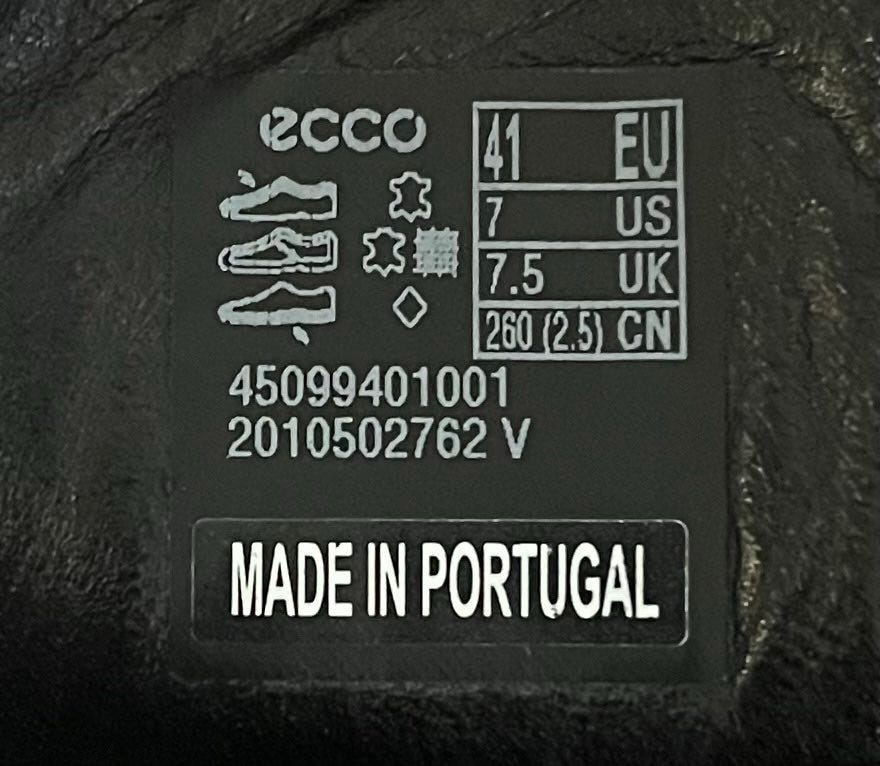 ecco
41 EU
7 US
7.5 UK
260 (2.5) CN
45099401001
2010502762 V
MADE IN PORTUGAL